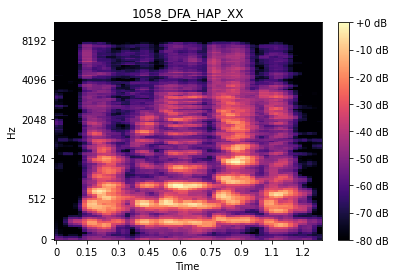 1058_DFA_HAP_XX
+0 dB
8192
-10 dB
4096
-20 dB
-30 dB
2048
-40 dB
Hz
1024
-50 dB
512
-60 dB
-70 dB
0
-80 dB
0 0.15 0.3 0.45 0.6 0.75 0.9 1.1 1.2
Time